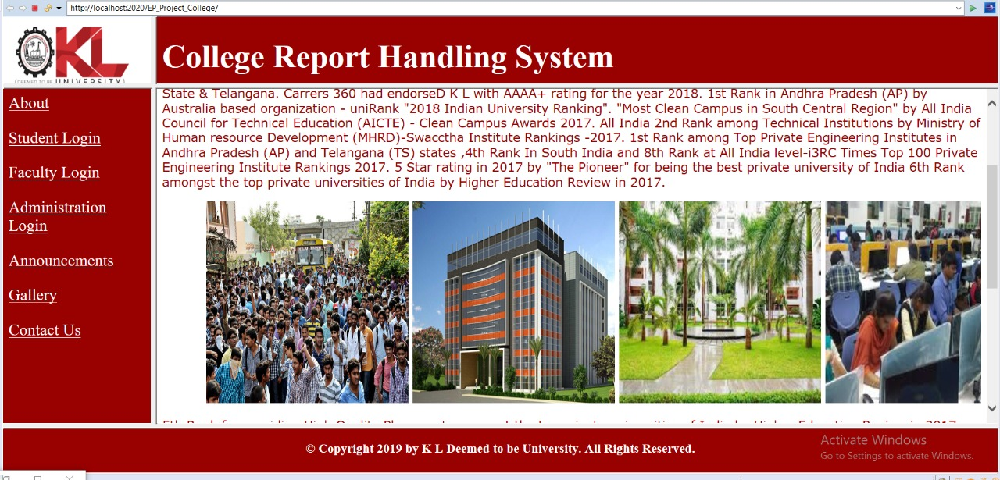 http://localhost:2020/EP_Project_College/
KL
(DEEMED TO BE UNIVERSITY)
College Report Handling System
About
Student Login
Faculty Login
Administration
Login
Announcements
Gallery
Contact Us
State & Telangana. Carrers 360 had endorseD K L with AAAA+ rating for the year 2018. 1st Rank in Andhra Pradesh (AP) by
Australia based organization - uniRank "2018 Indian University Ranking". "Most Clean Campus in South Central Region" by All India
Council for Technical Education (AICTE) - Clean Campus Awards 2017. All India 2nd Rank among Technical Institutions by Ministry of
Human resource Development (MHRD)-Swacctha Institute Rankings -2017. 1st Rank among Top Private Engineering Institutes in
Andhra Pradesh (AP) and Telangana (TS) states ,4th Rank In South India and 8th Rank at All India level-i3RC Times Top 100 Private
Engineering Institute Rankings 2017. 5 Star rating in 2017 by "The Pioneer" for being the best private university of India 6th Rank
amongst the top private universities of India by Higher Education Review in 2017.
© Copyright 2019 by K L Deemed to be University. All Rights Reserved.
Activate Windows
Go to Settings to activate Windows.